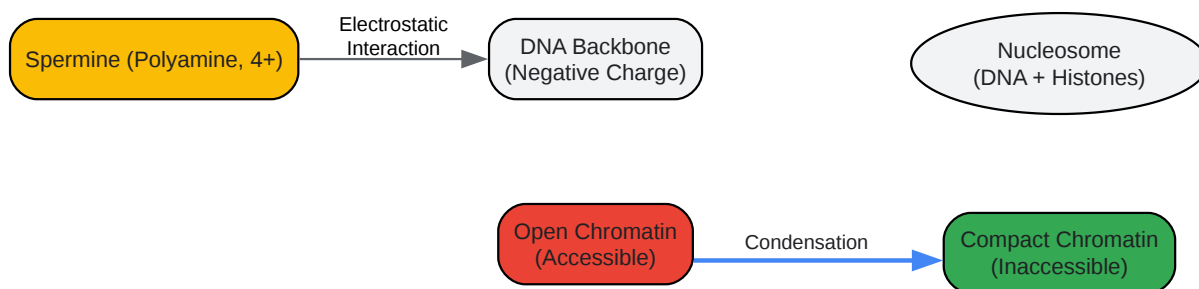 Spermine (Polyamine, 4+)
Electrostatic
Interaction
DNA Backbone
(Negative Charge)
Nucleosome
(DNA + Histones)
Open Chromatin
(Accessible)
Condensation
Compact Chromatin
(Inaccessible)